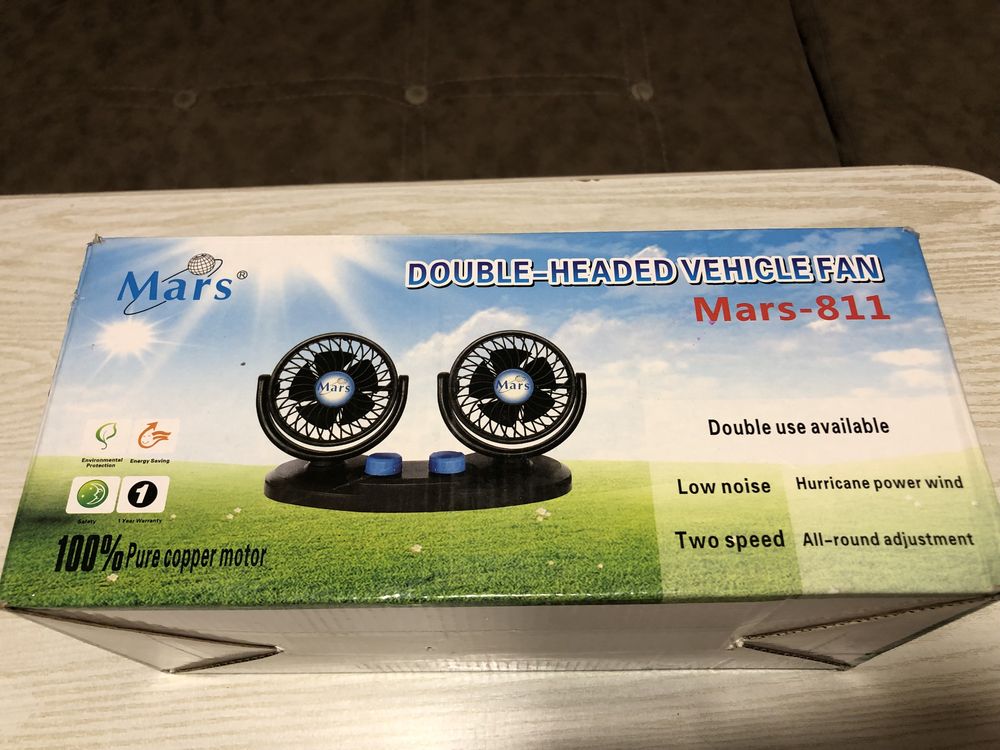 Mars®
DOUBLE-HEADED VEHICLE FAN
Mars-811
Mars
Mars
Double use available
Environmental Protection
Energy Saving
Low noise
Hurricane power wind
Safety
1
1 Year Warranty
Two speed
All-round adjustment
100% Pure copper motor